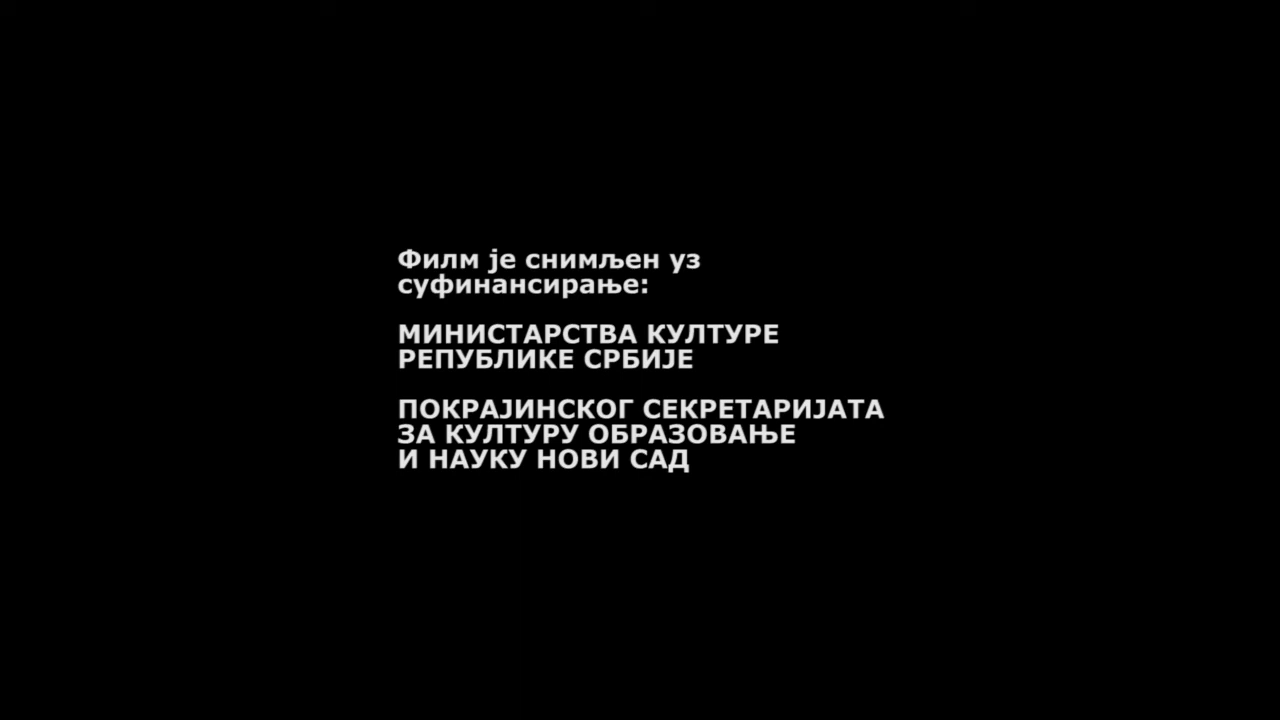 Филм је снимљен уз
суфинансирање:
МИНИСТАРСТВА КУЛТУРЕ
РЕПУБЛИКЕ СРБИЈЕ
ПОКРАЈИНСКОГ СЕКРЕТАРИЈАТА
ЗА КУЛТУРУ ОБРАЗОВАЊЕ
И НАУКУ НОВИ САД